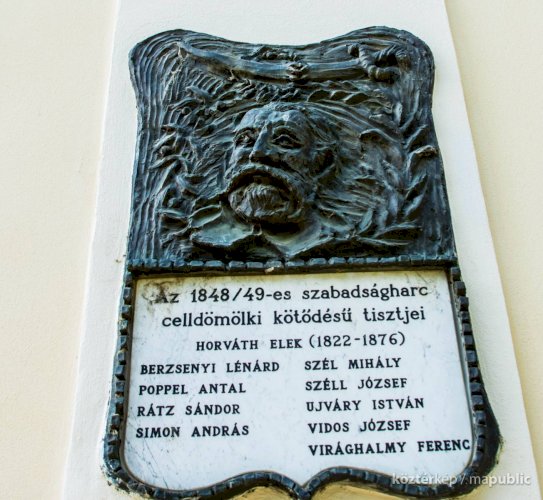 Az 1848/49-es szabadságharc
celldömölki kötődésű tisztjei
HORVÁTH ELEK (1822-1876)
BERZSENYI LÉNÁRD
POPPEL ANTAL
RÁTZ SÁNDOR
SIMON ANDRÁS
SZÉL MIHÁLY
SZÉLL JÓZSEF
UJVÁRY ISTVÁN
VIDOS JÓZSEF
VIRÁGHALMY FERENC
köztérkép / mapublic